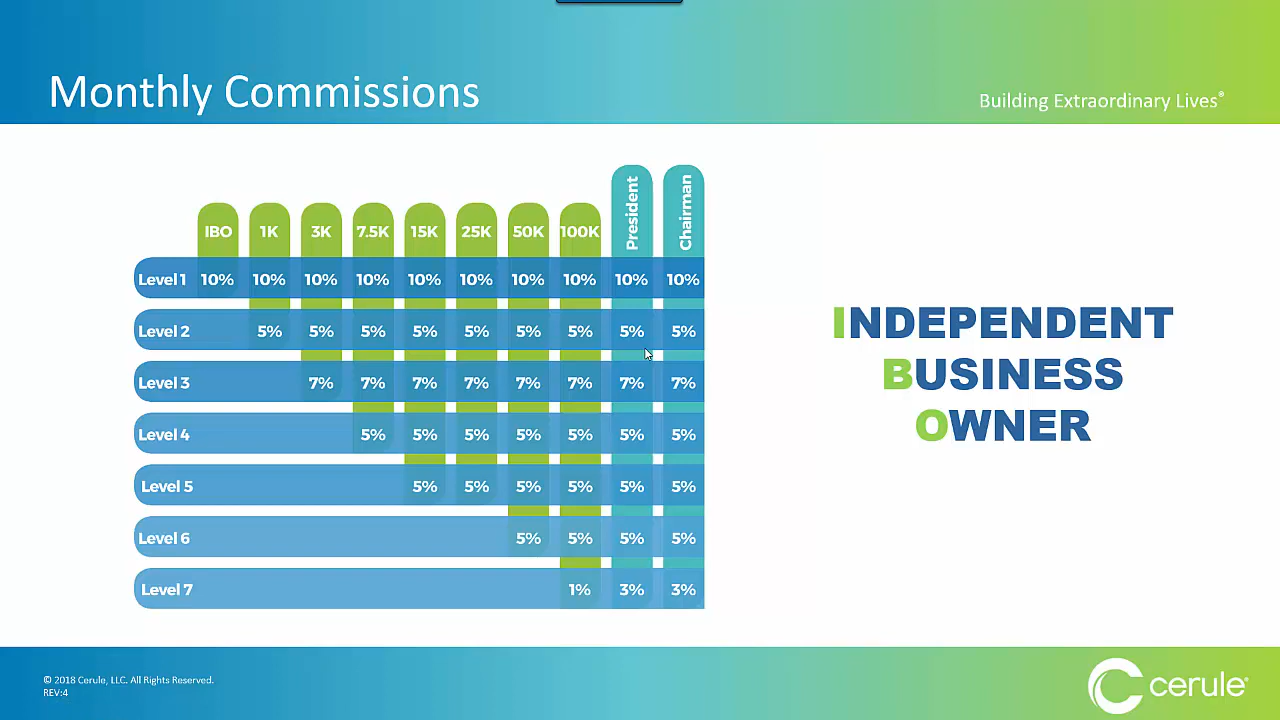 Monthly Commissions
Building Extraordinary Lives®
President
Chairman
IBO 1K 3K 7.5K 15K 25K 50K 100K
Level 1 10% 10% 10% 10% 10% 10% 10% 10% 10% 10%
Level 2 5% 5% 5% 5% 5% 5% 5% 5% 5%
Level 3 7% 7% 7% 7% 7% 7% 7% 7%
Level 4 5% 5% 5% 5% 5% 5% 5%
Level 5 5% 5% 5% 5% 5% 5%
Level 6 5% 5% 5% 5%
Level 7 1% 3% 3%
INDEPENDENT
BUSINESS
OWNER
© 2018 Cerule, LLC. All Rights Reserved.
REV:4
cerule®